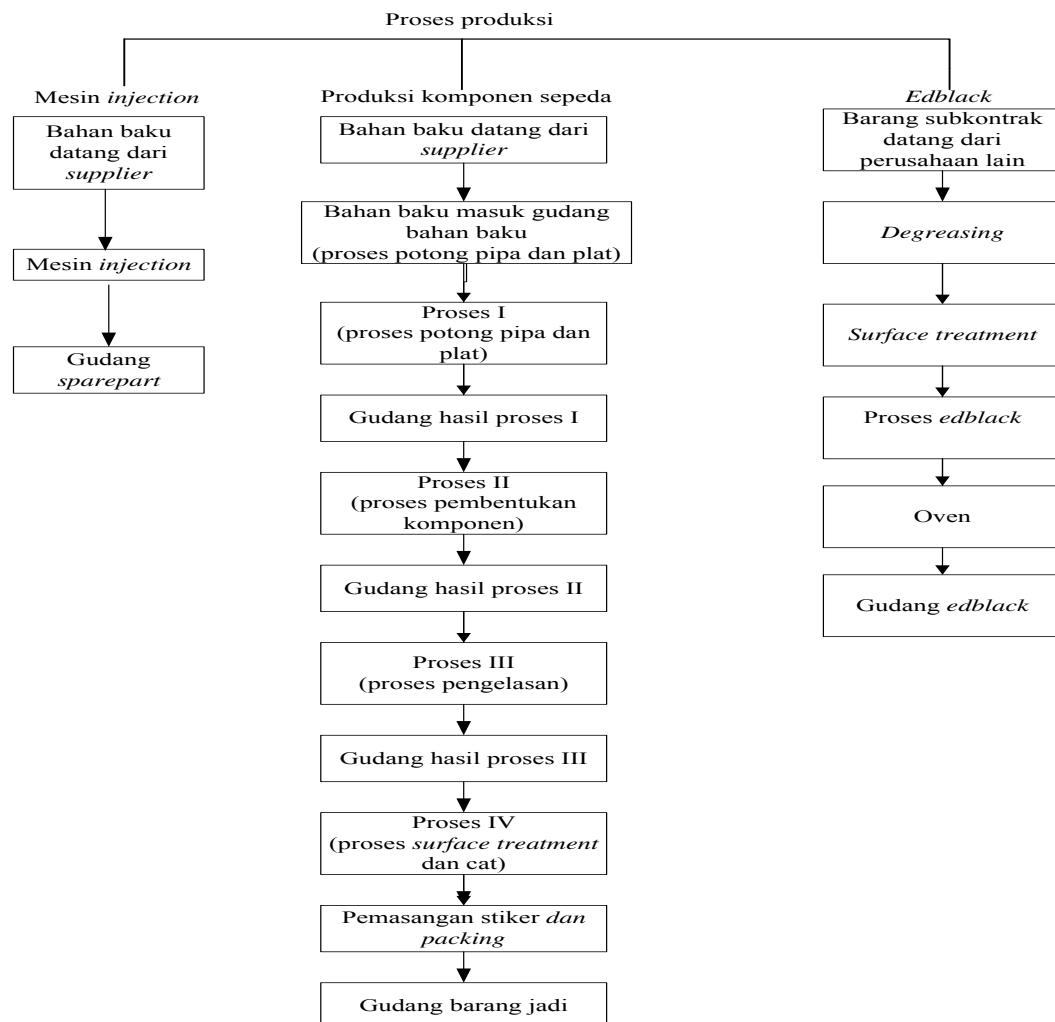 Proses produksi
Mesin injection
Bahan baku
datang dari
supplier
Mesin injection
Gudang
sparepart
Produksi komponen sepeda
Bahan baku datang dari
supplier
Bahan baku masuk gudang
bahan baku
(proses potong pipa dan plat)
Proses I
(proses potong pipa dan
plat)
Gudang hasil proses I
Proses II
(proses pembentukan
komponen)
Gudang hasil proses II
Proses III
(proses pengelasan)
Gudang hasil proses III
Proses IV
(proses surface treatment
dan cat)
Pemasangan stiker dan
packing
Gudang barang jadi
Edblack
Barang subkontrak
datang dari
perusahaan lain
Degreasing
Surface treatment
Proses edblack
Oven
Gudang edblack